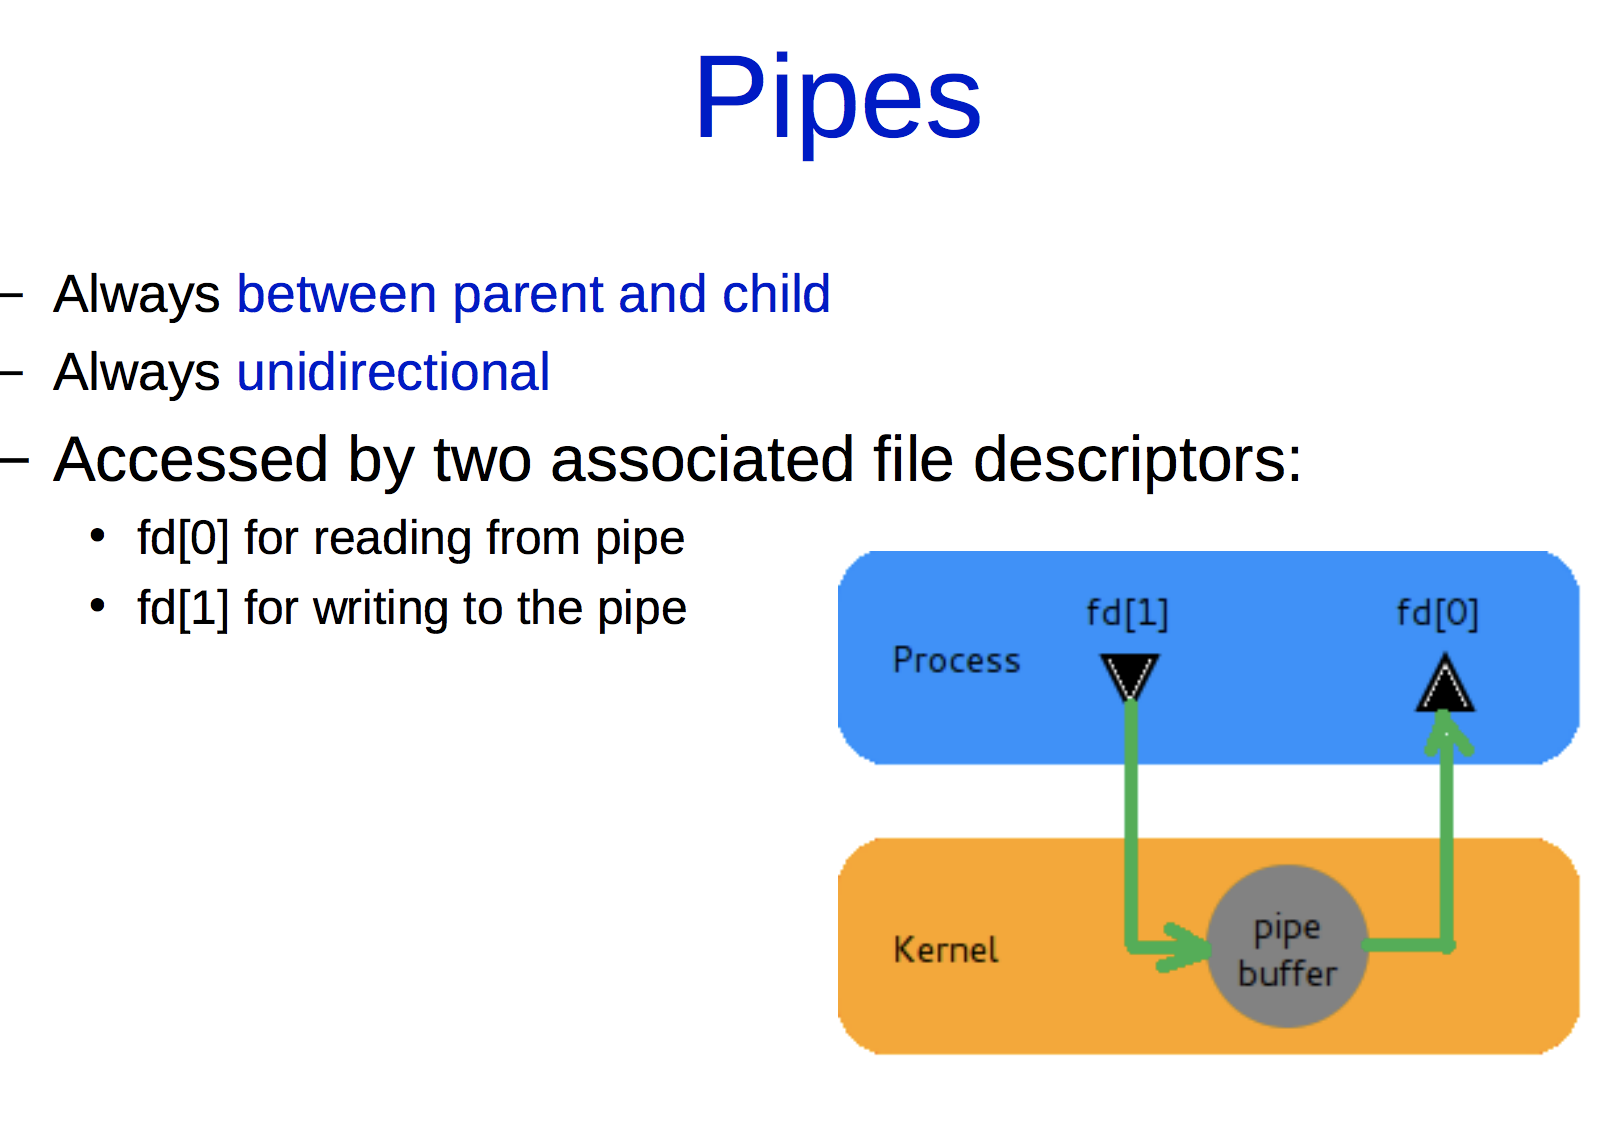 Pipes
– Always between parent and child
– Always unidirectional
– Accessed by two associated file descriptors:
• fd[0] for reading from pipe
• fd[1] for writing to the pipe
fd[1] fd[0]
Process
Kernel
pipe
buffer